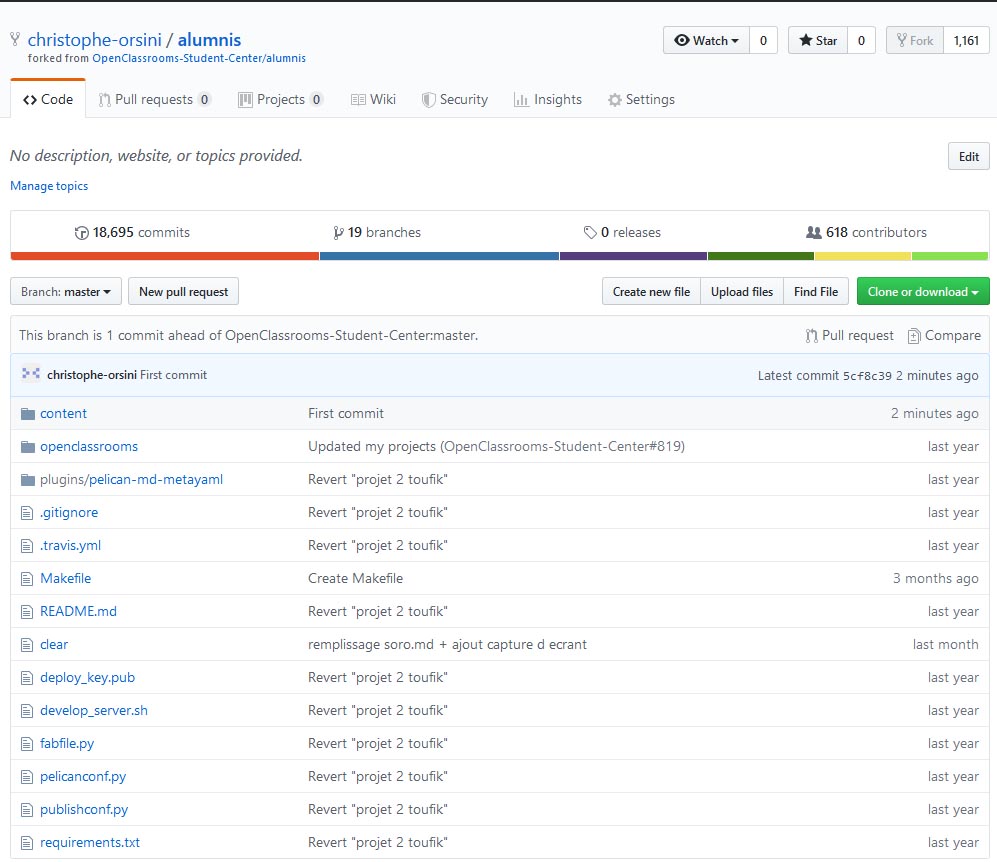 christophe-orsini / alumnis
Watch 0 Star 0 Fork 1,161
forked from OpenClassrooms-Student-Center/alumnis
Code Pull requests 0 Projects 0 Wiki Security Insights Settings
No description, website, or topics provided.
Edit
Manage topics
18,695 commits 19 branches 0 releases 618 contributors
Branch: master New pull request Create new file Upload files Find File Clone or download
This branch is 1 commit ahead of OpenClassrooms-Student-Center:master. Pull request Compare
christophe-orsini First commit Latest commit 5cf8c39 2 minutes ago
content First commit 2 minutes ago
openclassrooms Updated my projects (OpenClassrooms-Student-Center#819) last year
plugins/pelican-md-metayaml Revert "projet 2 toufik" last year
.gitignore Revert "projet 2 toufik" last year
.travis.yml Revert "projet 2 toufik" last year
Makefile Create Makefile 3 months ago
README.md Revert "projet 2 toufik" last year
clear remplissage soro.md + ajout capture d ecrant last month
deploy_key.pub Revert "projet 2 toufik" last year
develop_server.sh Revert "projet 2 toufik" last year
fabfile.py Revert "projet 2 toufik" last year
pelicanconf.py Revert "projet 2 toufik" last year
publishconf.py Revert "projet 2 toufik" last year
requirements.txt Revert "projet 2 toufik" last year